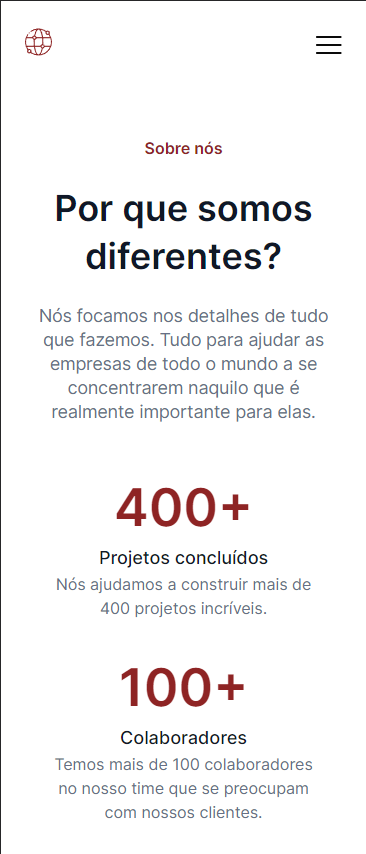 Sobre nós
Por que somos
diferentes?
Nós focamos nos detalhes de tudo
que fazemos. Tudo para ajudar as
empresas de todo o mundo a se
concentrarem naquilo que é
realmente importante para elas.
400+
Projetos concluídos
Nós ajudamos a construir mais de
400 projetos incríveis.
100+
Colaboradores
Temos mais de 100 colaboradores
no nosso time que se preocupam
com nossos clientes.